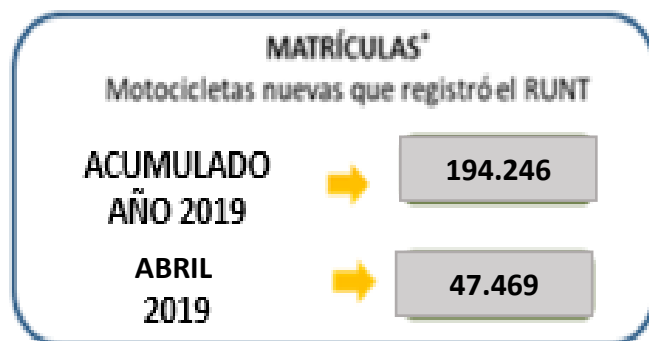 MATRÍCULAS*
Motocicletas nuevas que registró el RUNT
ACUMULADO
AÑO 2019
194.246
ABRIL
2019
47.469